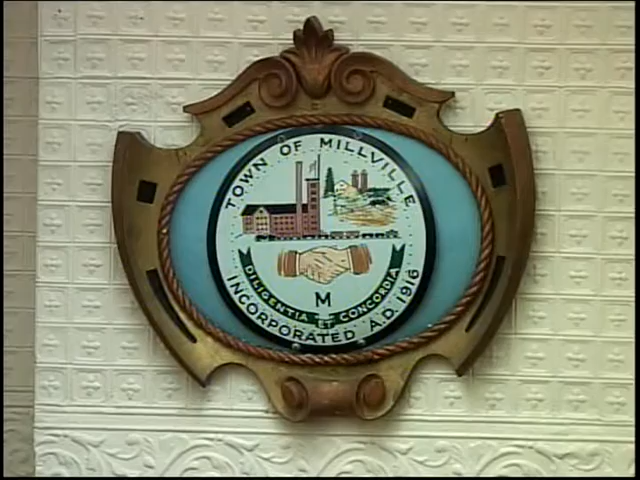 TOWN OF MILLVILLE
M
DILIGENTIA ET CONCORDIA
INCORPORATED A.D. 1916